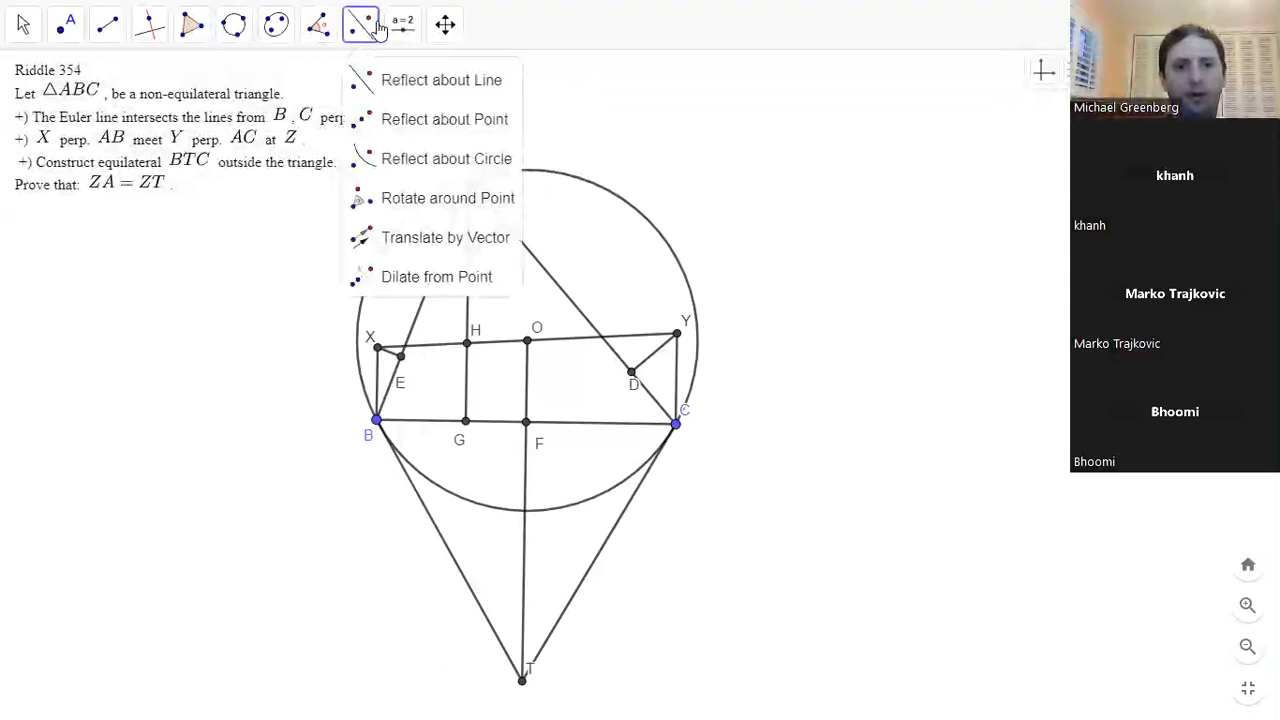 a = 2
Riddle 354
Let △ABC , be a non-equilateral triangle.
+) The Euler line intersects the lines from B , C
+) X perp. AB meet Y perp. AC at Z .
+) Construct equilateral BTC outside the triangle.
Prove that: ZA = ZT .
Reflect about Line
Reflect about Point
Reflect about Circle
Rotate around Point
Translate by Vector
Dilate from Point
A
X
H
O
Y
E
D
B
G
F
C
T
Michael Greenberg
khanh
khanh
Marko Trajkovic
Marko Trajkovic
Bhoomi
Bhoomi